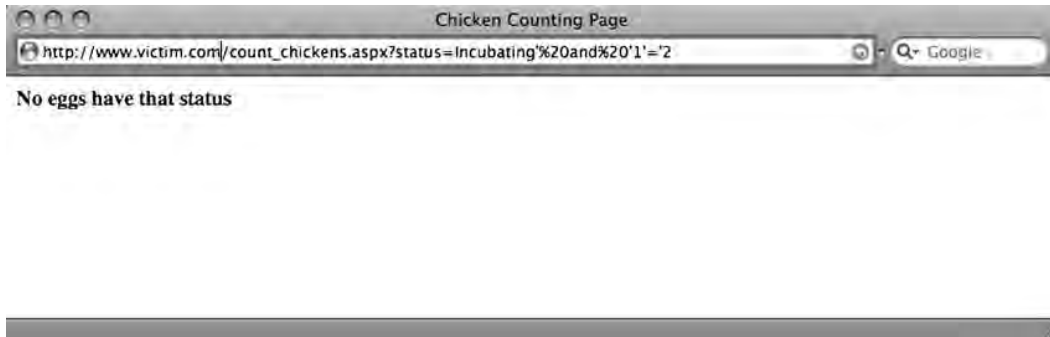 Chicken Counting Page
http://www.victim.com/count_chickens.aspx?status=Incubating'%20and%20'1'='2
Google
No eggs have that status